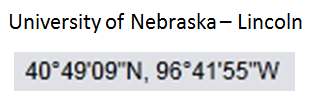 University of Nebraska – Lincoln
40°49'09"N, 96°41'55"W